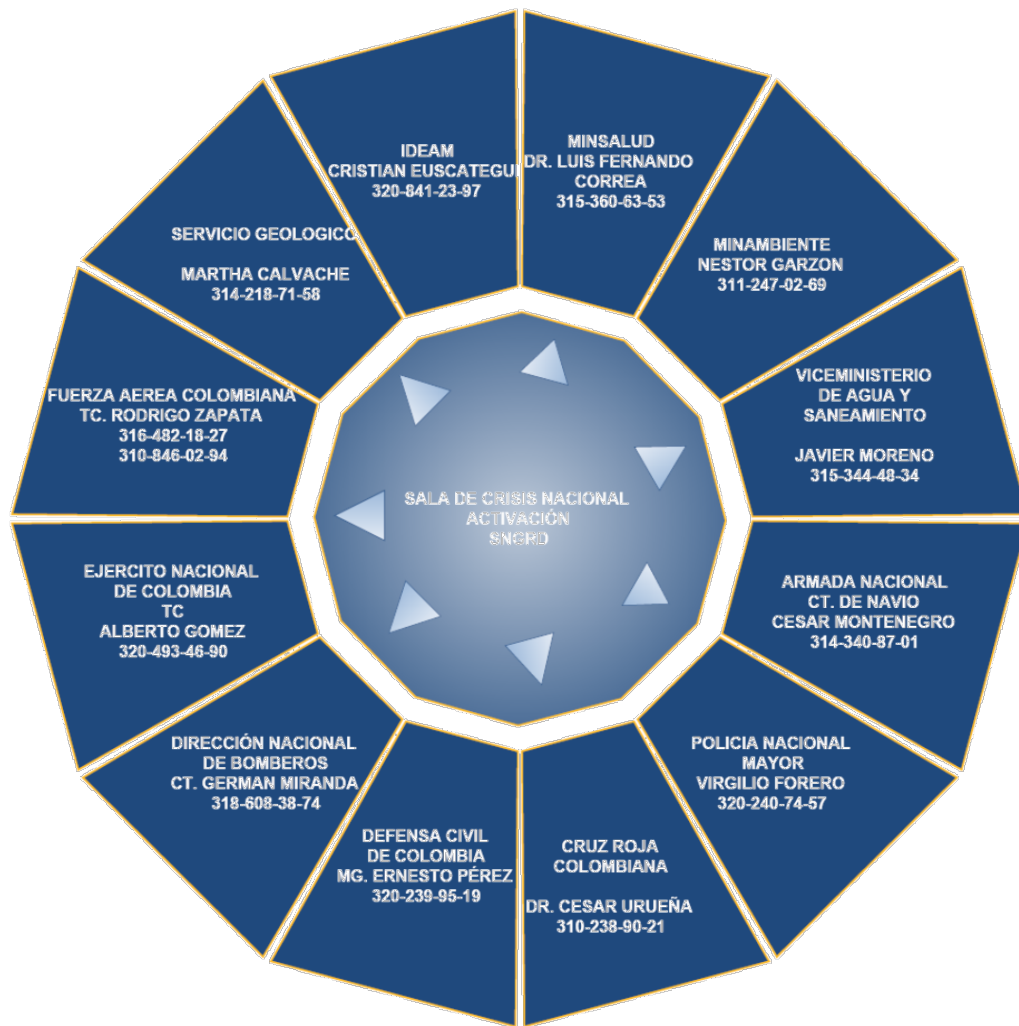 IDEAM
CRISTIAN EUSCATEGUI
320-841-23-97
MINSALUD
DR. LUIS FERNANDO
CORREA
315-360-63-53
MINAMBIENTE
NESTOR GARZON
311-247-02-69
VICEMINISTERIO
DE AGUA Y
SANEAMIENTO
JAVIER MORENO
315-344-48-34
ARMADA NACIONAL
CT. DE NAVIO
CESAR MONTENEGRO
314-340-87-01
POLICIA NACIONAL
MAYOR
VIRGILIO FORERO
320-240-74-57
CRUZ ROJA
COLOMBIANA
DR. CESAR URUEÑA
310-238-90-21
DEFENSA CIVIL
DE COLOMBIA
MG. ERNESTO PÉREZ
320-239-95-19
DIRECCIÓN NACIONAL
DE BOMBEROS
CT. GERMAN MIRANDA
318-608-38-74
EJERCITO NACIONAL
DE COLOMBIA
TC
ALBERTO GOMEZ
320-493-46-90
FUERZA AEREA COLOMBIANA
TC. RODRIGO ZAPATA
316-482-18-27
310-846-02-94
SERVICIO GEOLOGICO
MARTHA CALVACHE
314-218-71-58
SALA DE CRISIS NACIONAL
ACTIVACIÓN
SNGRD